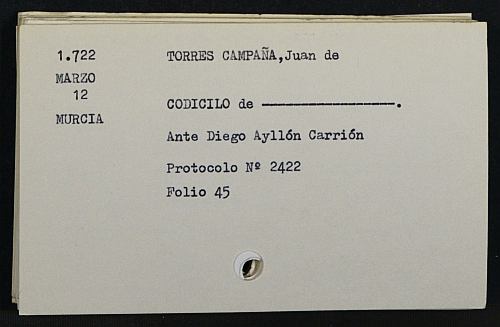 1.722 TORRES CAMPAÑA,Juan de
MARZO
12
CODICILO de -----------------.
MURCIA
Ante Diego Ayllón Carrión
Protocolo Nº 2422
Folio 45